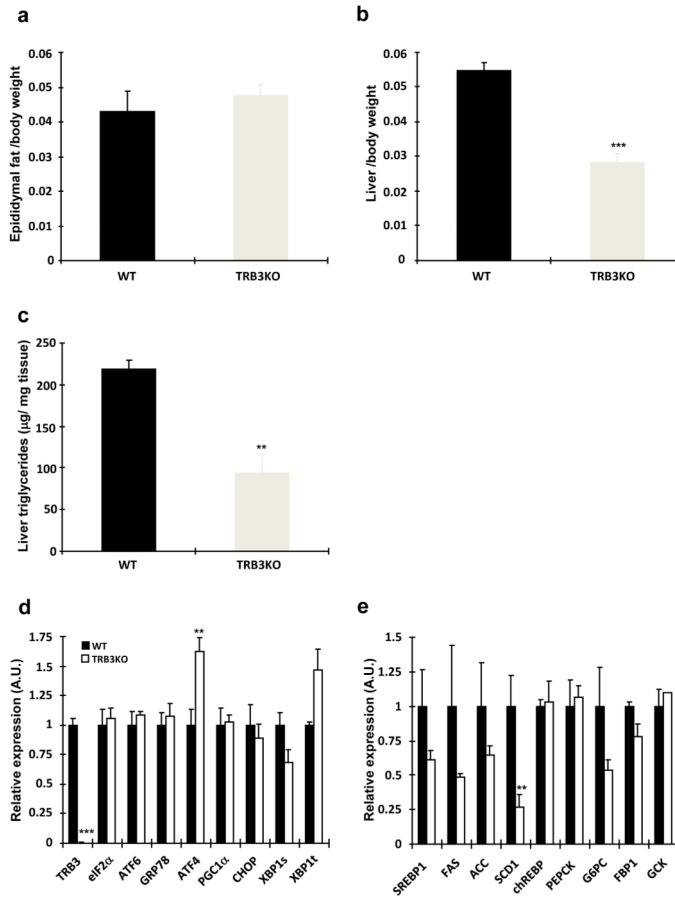 a
Epididymal fat /body weight
0.06
0.05
0.04
0.03
0.02
0.01
0
WT
TRB3KO
b
Liver /body weight
0.06
0.05
0.04
0.03
0.02
0.01
0
***
WT
TRB3KO
c
Liver triglycerides (µg/ mg tissue)
250
200
150
100
50
0
**
WT
TRB3KO
d
Relative expression (A.U.)
1.75
1.5
1.25
1
0.75
0.5
0.25
0
WT
TRB3KO
***
**
TRB3
eIF2α
ATF6
GRP78
ATF4
PGC1α
CHOP
XBP1s
XBP1t
e
Relative expression (A.U.)
1.5
1.25
1
0.75
0.5
0.25
0
**
SREBP1
FAS
ACC
SCD1
chREBP
PEPCK
G6PC
FBP1
GCK